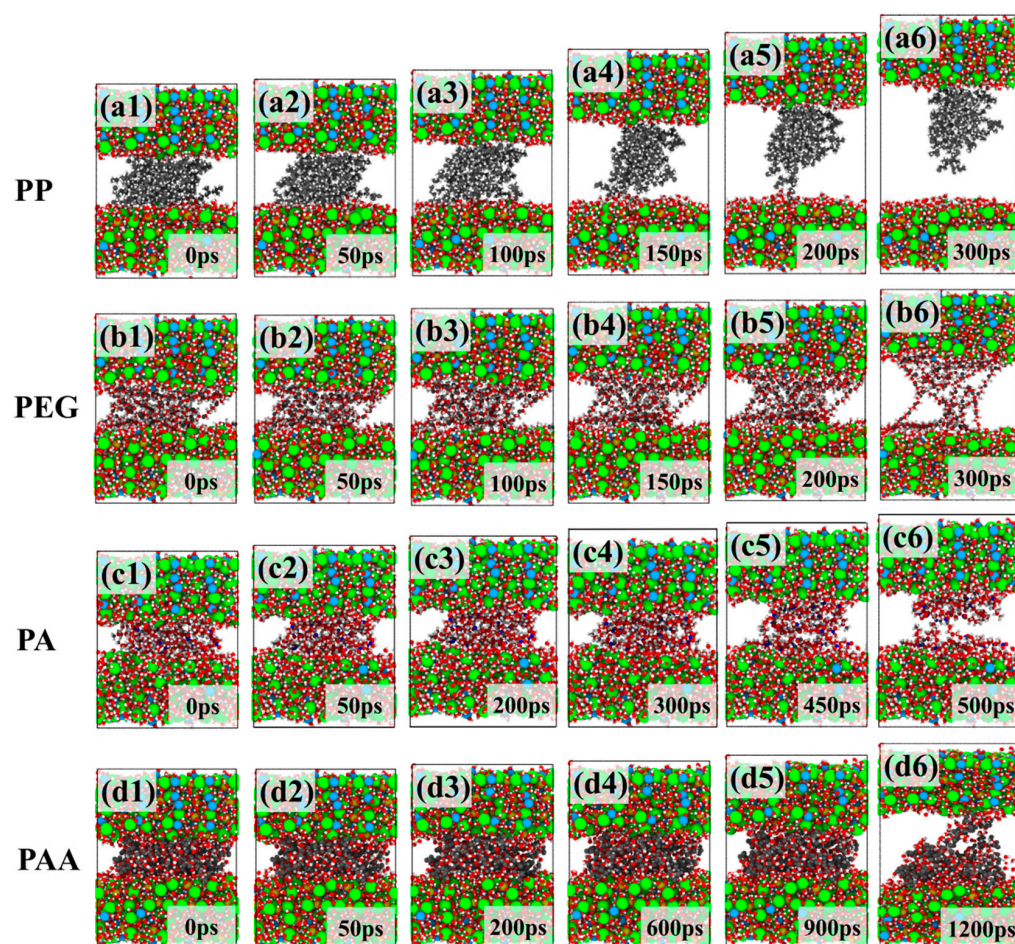 (a1) (a2) (a3) (a4) (a5) (a6)
PP
0ps 50ps 100ps 150ps 200ps 300ps
(b1) (b2) (b3) (b4) (b5) (b6)
PEG
0ps 50ps 100ps 150ps 200ps 300ps
(c1) (c2) (c3) (c4) (c5) (c6)
PA
0ps 50ps 200ps 300ps 450ps 500ps
(d1) (d2) (d3) (d4) (d5) (d6)
PAA
0ps 50ps 200ps 600ps 900ps 1200ps